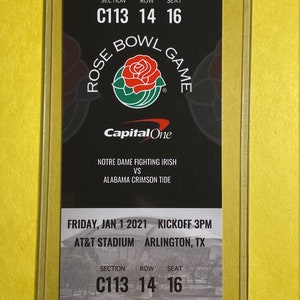 SECTION ROW SEAT
C113 14 16
ROSE BOWL GAME
Capital One
NOTRE DAME FIGHTING IRISH
VS
ALABAMA CRIMSON TIDE
FRIDAY, JAN 1 2021 KICKOFF 3PM
AT&T STADIUM ARLINGTON, TX
SECTION ROW SEAT
C113 14 16